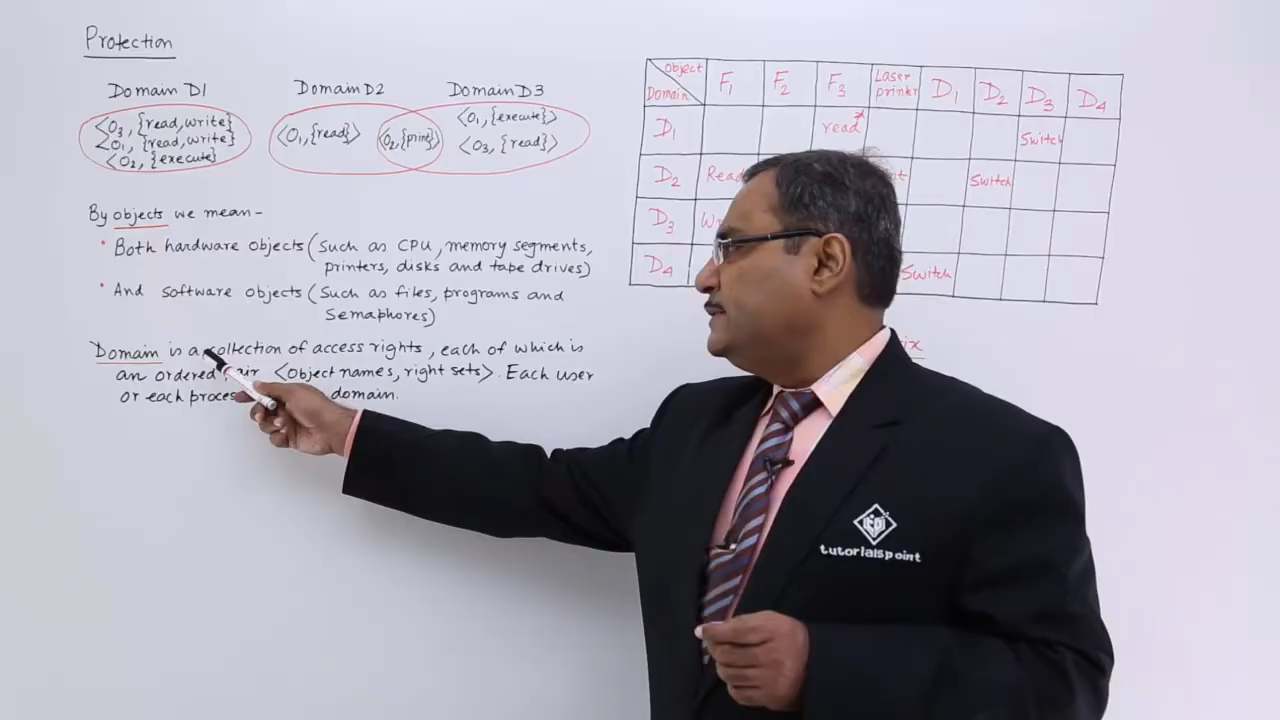 Protection
Domain D1
Domain D2
Domain D3
<O3, {read, write}
<O1, {read, write}
<O2, {execute}
<O1, {read}>
<O2, {print}>
<O1, {execute}>
<O3, {read}>
By objects we mean -
• Both hardware objects (Such as CPU, memory segments,
printers, disks and tape drives)
• And software objects (Such as files, programs and
Semaphores)
Domain is a collection of access rights, each of which is
an ordered <object names, right sets>. Each user
or each domain.
Object Domain F1 F2 F3 Laser printer D1 D2 D3 D4
D1 read* Switch
D2 Read Switch
D3
D4 Switch
tutorialspoint